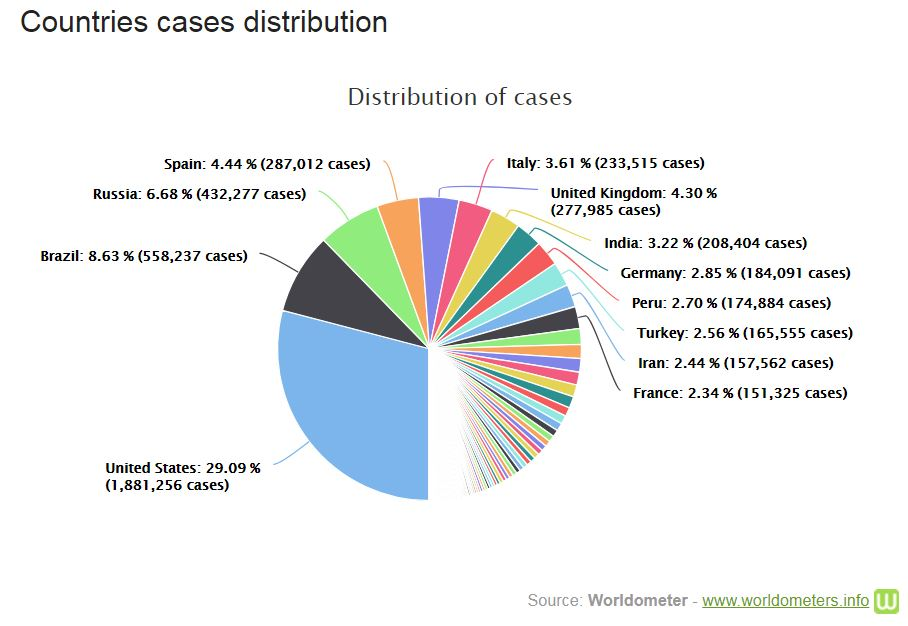 Countries cases distribution
Distribution of cases
Spain: 4.44 % (287,012 cases)
Italy: 3.61 % (233,515 cases)
Russia: 6.68 % (432,277 cases)
United Kingdom: 4.30 %
(277,985 cases)
India: 3.22 % (208,404 cases)
Brazil: 8.63 % (558,237 cases)
Germany: 2.85 % (184,091 cases)
Peru: 2.70 % (174,884 cases)
Turkey: 2.56 % (165,555 cases)
Iran: 2.44 % (157,562 cases)
France: 2.34 % (151,325 cases)
United States: 29.09 %
(1,881,256 cases)
Source: Worldometer - www.worldometers.info W